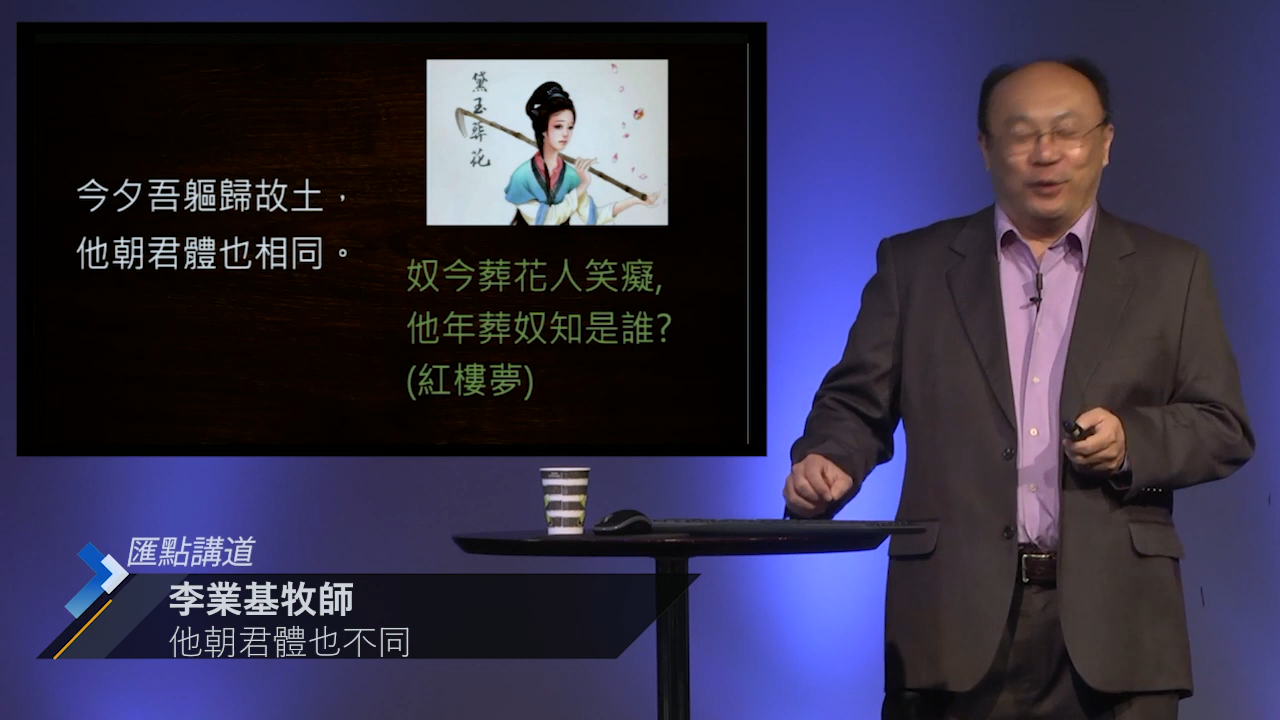 今夕吾軀歸故土，
他朝君體也相同。
黛玉葬花
奴今葬花人笑癡,
他年葬奴知是誰?
(紅樓夢)
匯點講道
李業基牧師
他朝君體也不同